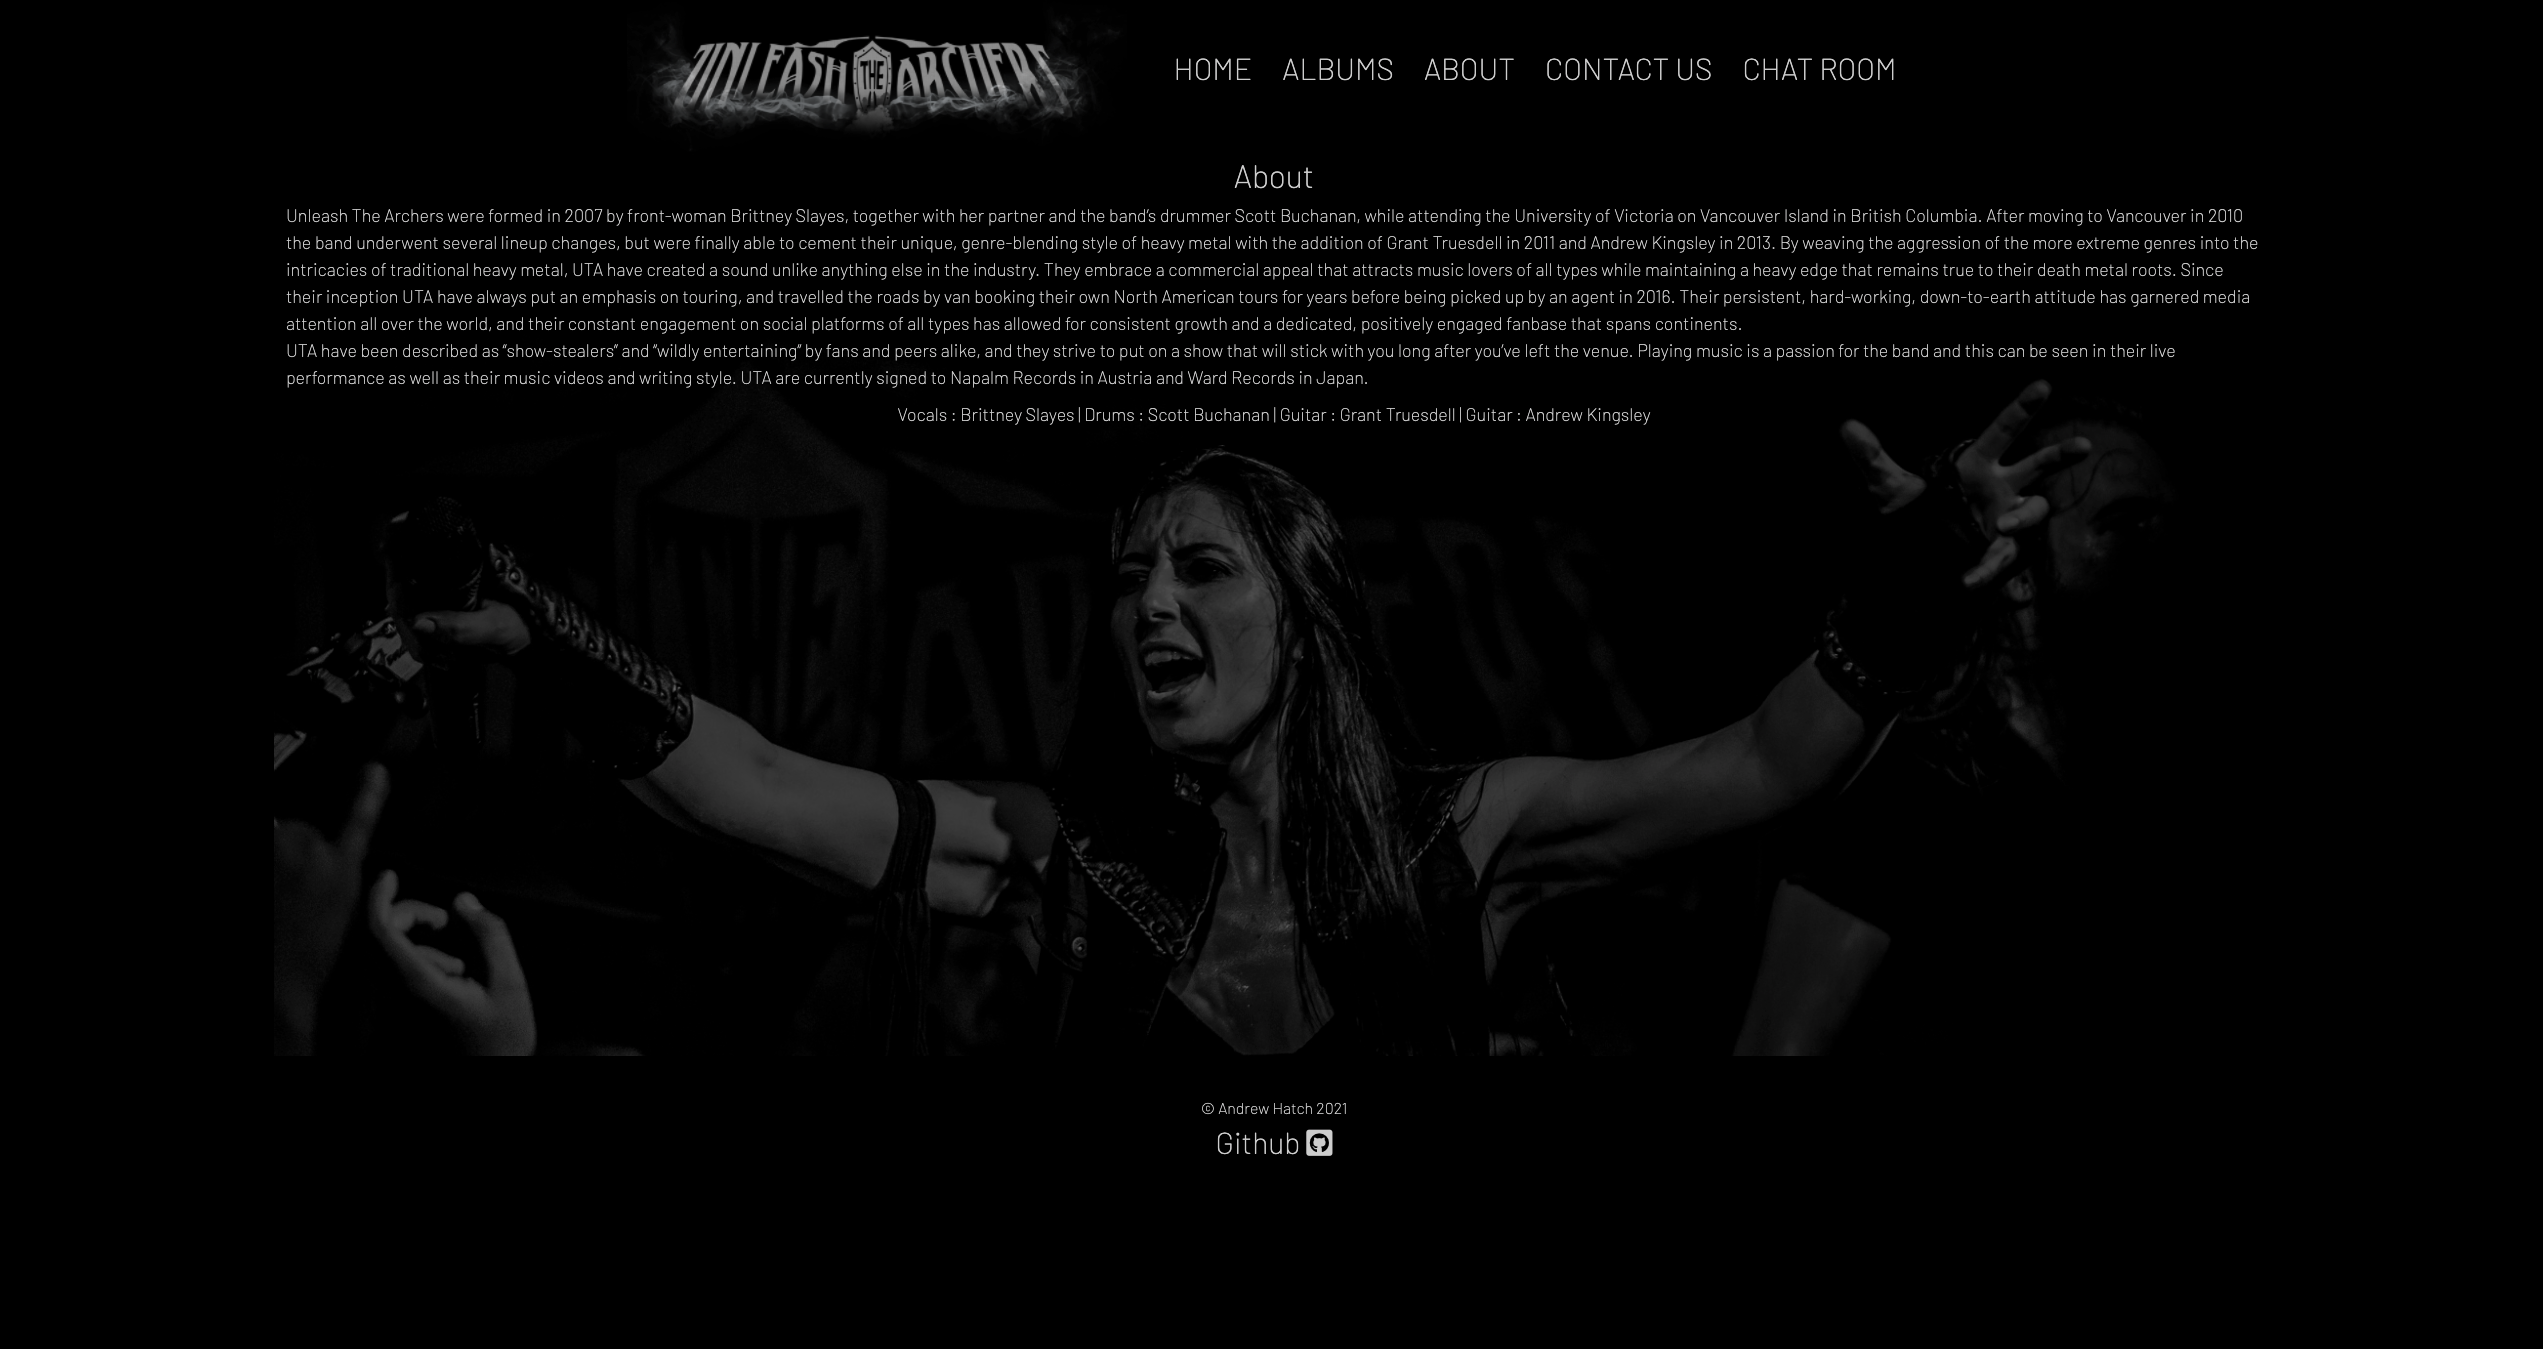 UNLEASH THE ARCHERS
HOME ALBUMS ABOUT CONTACT US CHAT ROOM
About
Unleash The Archers were formed in 2007 by front-woman Brittney Slayes, together with her partner and the band’s drummer Scott Buchanan, while attending the University of Victoria on Vancouver Island in British Columbia. After moving to Vancouver in 2010
the band underwent several lineup changes, but were finally able to cement their unique, genre-blending style of heavy metal with the addition of Grant Truesdell in 2011 and Andrew Kingsley in 2013. By weaving the aggression of the more extreme genres into the
intricacies of traditional heavy metal, UTA have created a sound unlike anything else in the industry. They embrace a commercial appeal that attracts music lovers of all types while maintaining a heavy edge that remains true to their death metal roots. Since
their inception UTA have always put an emphasis on touring, and travelled the roads by van booking their own North American tours for years before being picked up by an agent in 2016. Their persistent, hard-working, down-to-earth attitude has garnered media
attention all over the world, and their constant engagement on social platforms of all types has allowed for consistent growth and a dedicated, positively engaged fanbase that spans continents.
UTA have been described as “show-stealers” and “wildly entertaining” by fans and peers alike, and they strive to put on a show that will stick with you long after you’ve left the venue. Playing music is a passion for the band and this can be seen in their live
performance as well as their music videos and writing style. UTA are currently signed to Napalm Records in Austria and Ward Records in Japan.
Vocals : Brittney Slayes | Drums : Scott Buchanan | Guitar : Grant Truesdell | Guitar : Andrew Kingsley
THE ARCHERS
© Andrew Hatch 2021
Github